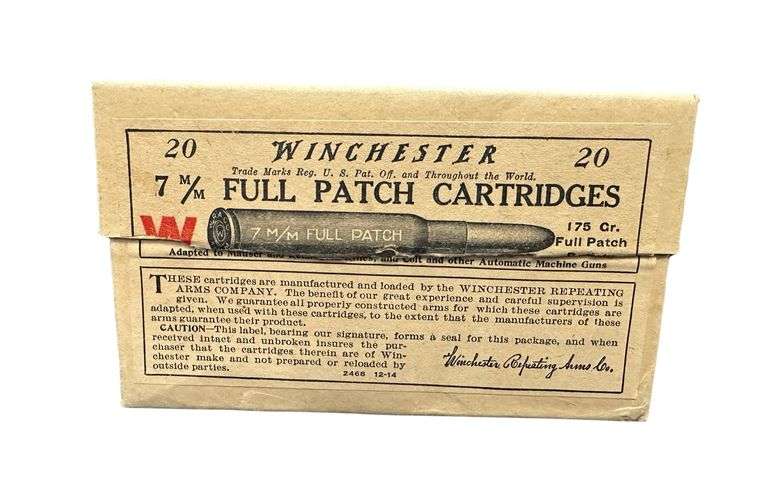 20 WINCHESTER 20
Trade Marks Reg. U. S. Pat. Off. and Throughout the World.
7 M/M FULL PATCH CARTRIDGES
W
7 M/M FULL PATCH
175 Gr.
Full Patch
Adapted to Mauser and and Colt and other Automatic Machine Guns
THESE cartridges are manufactured and loaded by the WINCHESTER REPEATING
ARMS COMPANY. The benefit of our great experience and careful supervision is
given. We guarantee all properly constructed arms for which these cartridges are
adapted, when used with these cartridges, to the extent that the manufacturers of these
arms guarantee their product.
CAUTION—This label, bearing our signature, forms a seal for this package, and when
received intact and unbroken insures the pur-
chaser that the cartridges therein are of Win-
chester make and not prepared or reloaded by
outside parties.
Winchester Repeating Arms Co.
2468 12-14